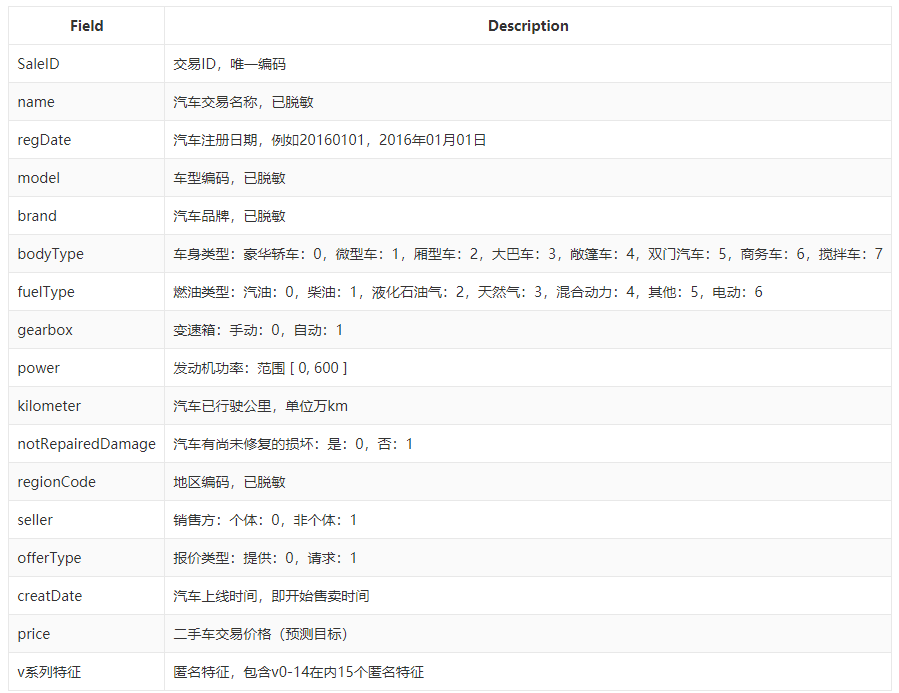 Field Description
SaleID 交易ID，唯一编码
name 汽车交易名称，已脱敏
regDate 汽车注册日期，例如20160101，2016年01月01日
model 车型编码，已脱敏
brand 汽车品牌，已脱敏
bodyType 车身类型：豪华轿车：0，微型车：1，厢型车：2，大巴车：3，敞篷车：4，双门汽车：5，商务车：6，搅拌车：7
fuelType 燃油类型：汽油：0，柴油：1，液化石油气：2，天然气：3，混合动力：4，其他：5，电动：6
gearbox 变速箱：手动：0，自动：1
power 发动机功率：范围 [ 0, 600 ]
kilometer 汽车已行驶公里，单位万km
notRepairedDamage 汽车有尚未修复的损坏：是：0，否：1
regionCode 地区编码，已脱敏
seller 销售方：个体：0，非个体：1
offerType 报价类型：提供：0，请求：1
creatDate 汽车上线时间，即开始售卖时间
price 二手车交易价格（预测目标）
v系列特征 匿名特征，包含v0-14在内15个匿名特征